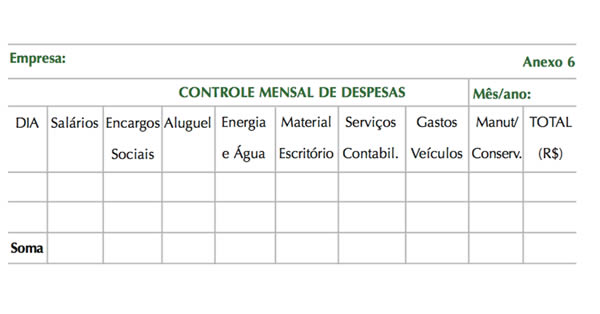 Empresa:
Anexo 6
CONTROLE MENSAL DE DESPESAS Mês/ano:
DIA Salários Encargos Aluguel Energia Material Serviços Gastos Manut/ TOTAL
Sociais e Água Escritório Contabil. Veículos Conserv. (R$)
Soma